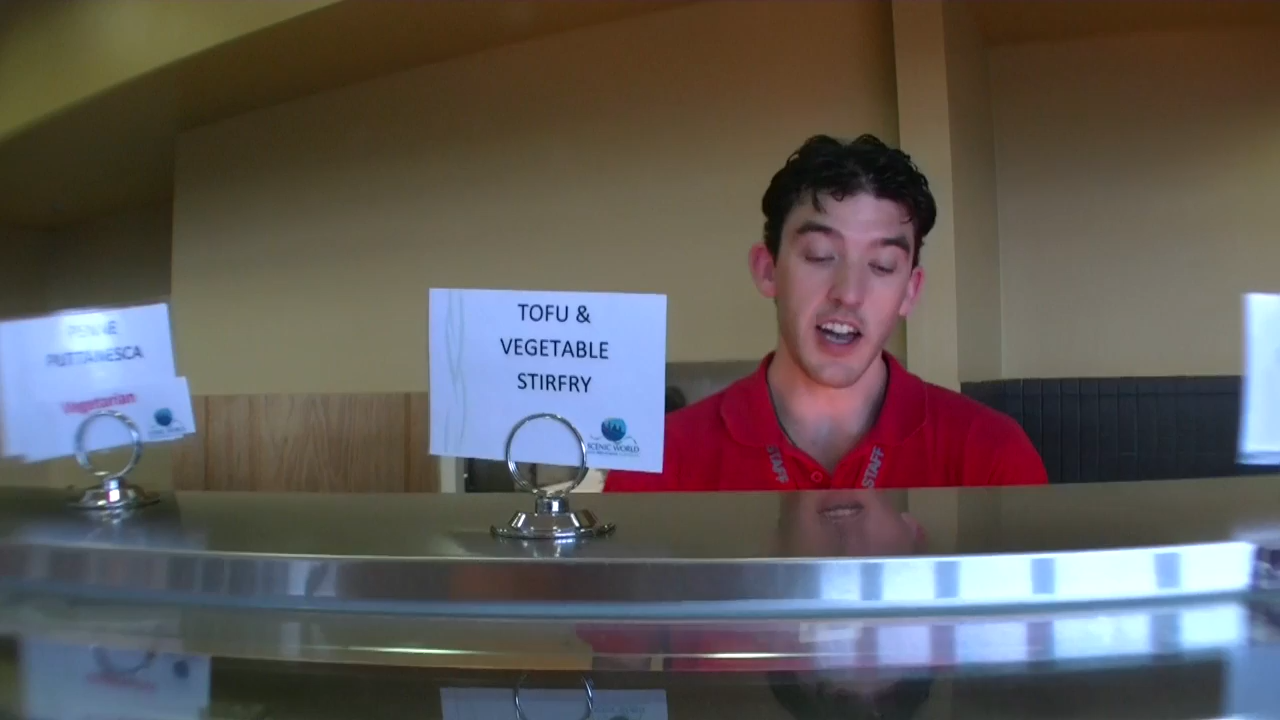 PENNE
PUTTANESCA
Vegetarian
TOFU &
VEGETABLE
STIRFRY
SCENIC WORLD
STAFF
STAFF